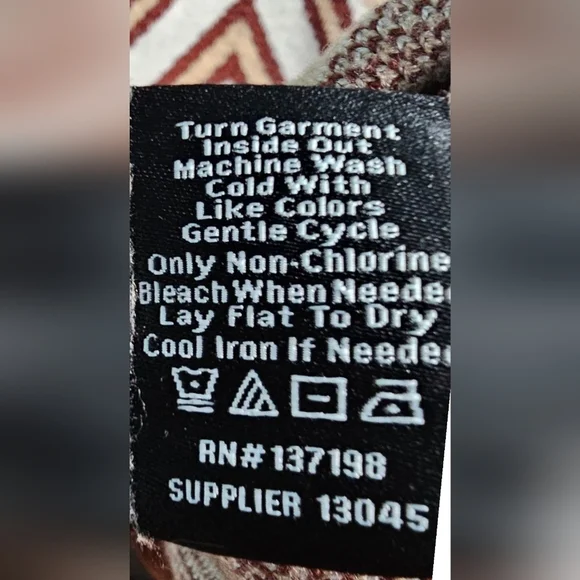 Turn Garment
Inside Out
Machine Wash
Cold With
Like Colors
Gentle Cycle
Only Non-Chlorine
Bleach When Neede
Lay Flat To Dry
Cool Iron If Neede
RN#137198
SUPPLIER 13045